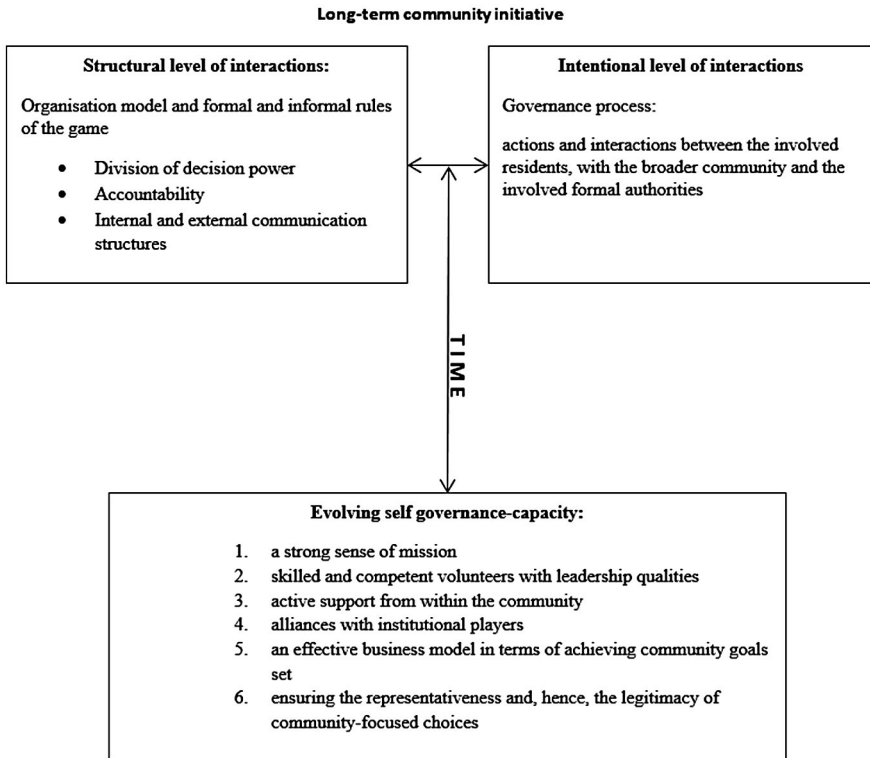 Long-term community initiative
Structural level of interactions:
Organisation model and formal and informal rules
of the game
• Division of decision power
• Accountability
• Internal and external communication
structures
Intentional level of interactions
Governance process:
actions and interactions between the involved
residents, with the broader community and the
involved formal authorities
TIME
Evolving self governance-capacity:
1. a strong sense of mission
2. skilled and competent volunteers with leadership qualities
3. active support from within the community
4. alliances with institutional players
5. an effective business model in terms of achieving community goals
set
6. ensuring the representativeness and, hence, the legitimacy of
community-focused choices